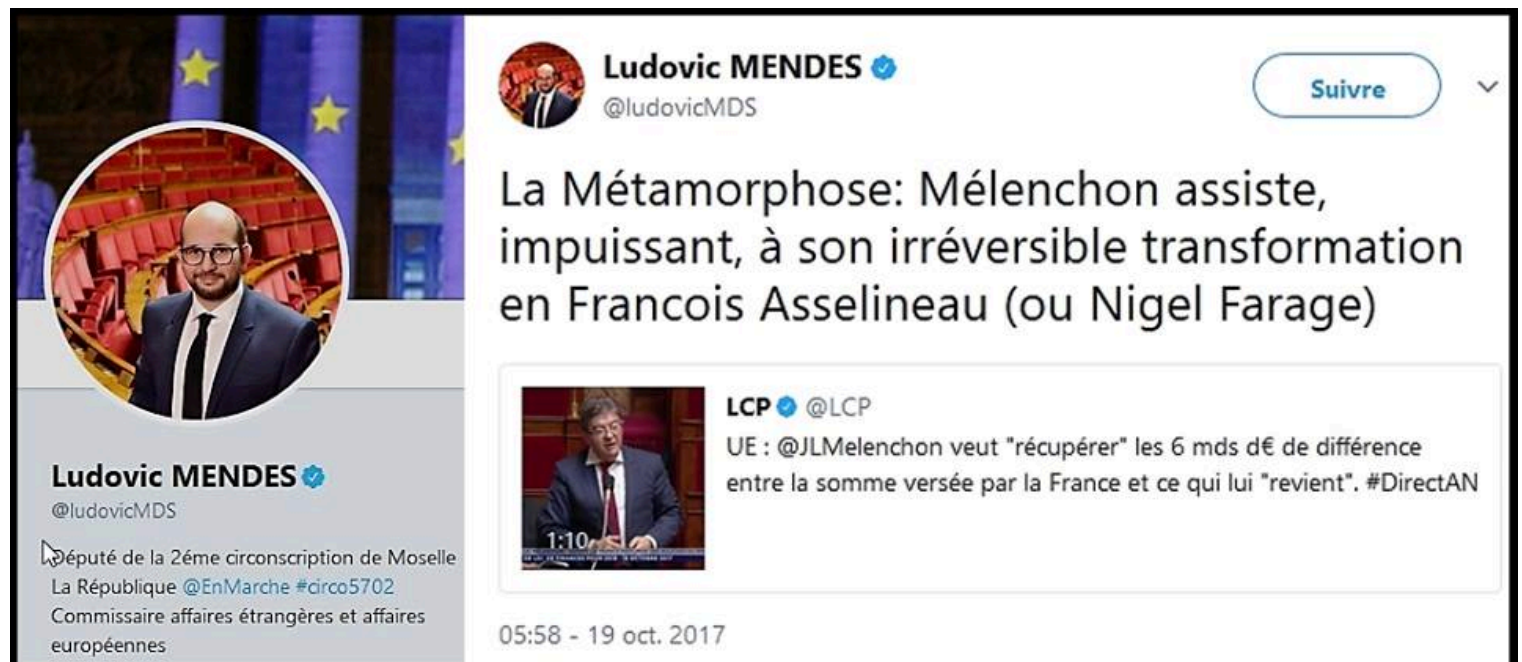 Ludovic MENDES
@ludovicMDS
Député de la 2éme circonscription de Moselle
La République @EnMarche #circo5702
Commissaire affaires étrangères et affaires
européennes
Ludovic MENDES
@ludovicMDS
Suivre
La Métamorphose: Mélenchon assiste,
impuissant, à son irréversible transformation
en Francois Asselineau (ou Nigel Farage)
LCP @LCP
UE : @JLMelenchon veut "récupérer" les 6 mds d€ de différence
entre la somme versée par la France et ce qui lui "revient". #DirectAN
1:10
05:58 - 19 oct. 2017